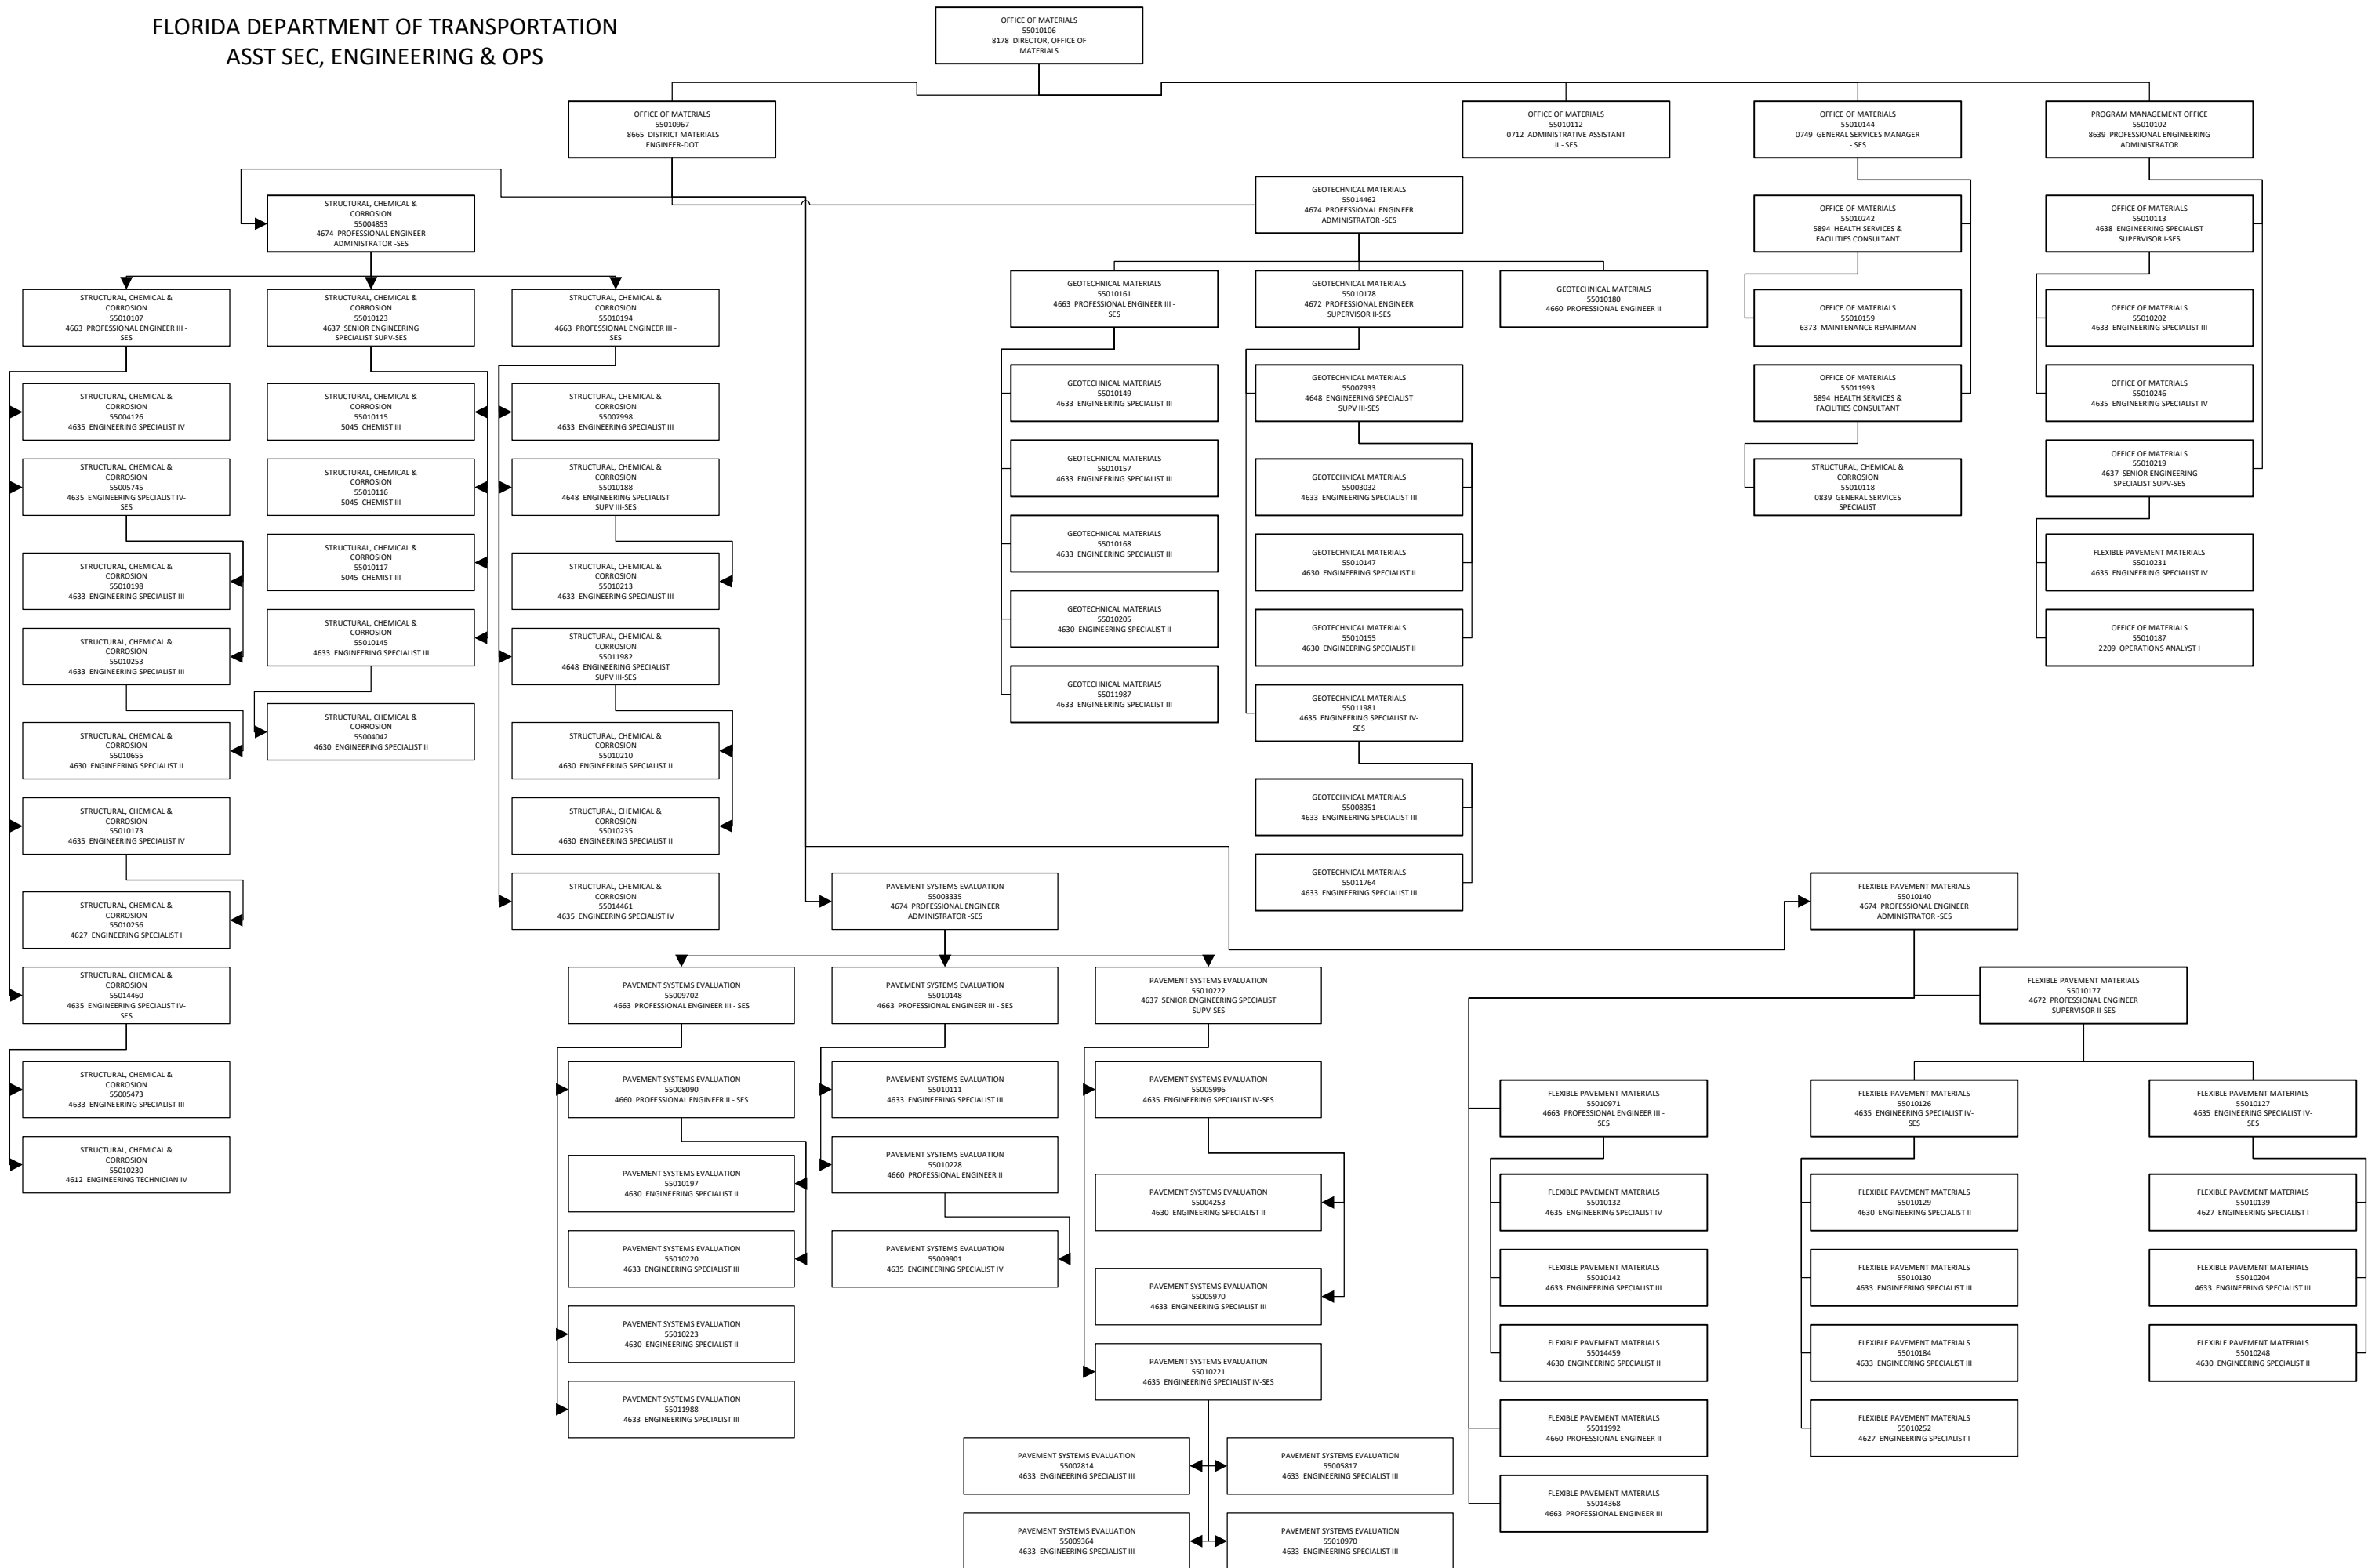 FLORIDA DEPARTMENT OF TRANSPORTATION
ASST SEC, ENGINEERING & OPS
OFFICE OF MATERIALS
55010106
8178 DIRECTOR, OFFICE OF
MATERIALS
OFFICE OF MATERIALS
55010967
8665 DISTRICT MATERIALS
ENGINEER-DOT
OFFICE OF MATERIALS
55010112
0712 ADMINISTRATIVE ASSISTANT
II - SES
OFFICE OF MATERIALS
55010144
0749 GENERAL SERVICES MANAGER
- SES
PROGRAM MANAGEMENT OFFICE
55010102
8639 PROFESSIONAL ENGINEERING
ADMINISTRATOR
STRUCTURAL, CHEMICAL &
CORROSION
55004853
4674 PROFESSIONAL ENGINEER
ADMINISTRATOR -SES
STRUCTURAL, CHEMICAL &
CORROSION
55010107
4663 PROFESSIONAL ENGINEER III -
SES
STRUCTURAL, CHEMICAL &
CORROSION
55004126
4635 ENGINEERING SPECIALIST IV
STRUCTURAL, CHEMICAL &
CORROSION
55005745
4635 ENGINEERING SPECIALIST IV-
SES
STRUCTURAL, CHEMICAL &
CORROSION
55010198
4633 ENGINEERING SPECIALIST III
STRUCTURAL, CHEMICAL &
CORROSION
55010253
4633 ENGINEERING SPECIALIST III
STRUCTURAL, CHEMICAL &
CORROSION
55010655
4630 ENGINEERING SPECIALIST II
STRUCTURAL, CHEMICAL &
CORROSION
55010173
4635 ENGINEERING SPECIALIST IV
STRUCTURAL, CHEMICAL &
CORROSION
55010256
4627 ENGINEERING SPECIALIST I
STRUCTURAL, CHEMICAL &
CORROSION
55014460
4635 ENGINEERING SPECIALIST IV-
SES
STRUCTURAL, CHEMICAL &
CORROSION
55005473
4633 ENGINEERING SPECIALIST III
STRUCTURAL, CHEMICAL &
CORROSION
55010230
4612 ENGINEERING TECHNICIAN IV
STRUCTURAL, CHEMICAL &
CORROSION
55010123
4637 SENIOR ENGINEERING
SPECIALIST SUPV-SES
STRUCTURAL, CHEMICAL &
CORROSION
55010115
5045 CHEMIST III
STRUCTURAL, CHEMICAL &
CORROSION
55010116
5045 CHEMIST III
STRUCTURAL, CHEMICAL &
CORROSION
55010117
5045 CHEMIST III
STRUCTURAL, CHEMICAL &
CORROSION
55010145
4633 ENGINEERING SPECIALIST III
STRUCTURAL, CHEMICAL &
CORROSION
55004042
4630 ENGINEERING SPECIALIST II
STRUCTURAL, CHEMICAL &
CORROSION
55010194
4663 PROFESSIONAL ENGINEER III -
SES
STRUCTURAL, CHEMICAL &
CORROSION
55007998
4633 ENGINEERING SPECIALIST III
STRUCTURAL, CHEMICAL &
CORROSION
55010188
4648 ENGINEERING SPECIALIST
SUPV III-SES
STRUCTURAL, CHEMICAL &
CORROSION
55010213
4633 ENGINEERING SPECIALIST III
STRUCTURAL, CHEMICAL &
CORROSION
55011982
4648 ENGINEERING SPECIALIST
SUPV III-SES
STRUCTURAL, CHEMICAL &
CORROSION
55010210
4630 ENGINEERING SPECIALIST II
STRUCTURAL, CHEMICAL &
CORROSION
55010235
4630 ENGINEERING SPECIALIST II
STRUCTURAL, CHEMICAL &
CORROSION
55014461
4635 ENGINEERING SPECIALIST IV
GEOTECHNICAL MATERIALS
55014462
4674 PROFESSIONAL ENGINEER
ADMINISTRATOR -SES
GEOTECHNICAL MATERIALS
55010161
4663 PROFESSIONAL ENGINEER III -
SES
GEOTECHNICAL MATERIALS
55010149
4633 ENGINEERING SPECIALIST III
GEOTECHNICAL MATERIALS
55010157
4633 ENGINEERING SPECIALIST III
GEOTECHNICAL MATERIALS
55010168
4633 ENGINEERING SPECIALIST III
GEOTECHNICAL MATERIALS
55010205
4630 ENGINEERING SPECIALIST II
GEOTECHNICAL MATERIALS
55011987
4633 ENGINEERING SPECIALIST III
GEOTECHNICAL MATERIALS
55010178
4672 PROFESSIONAL ENGINEER
SUPERVISOR II-SES
GEOTECHNICAL MATERIALS
55007933
4648 ENGINEERING SPECIALIST
SUPV III-SES
GEOTECHNICAL MATERIALS
55003032
4633 ENGINEERING SPECIALIST III
GEOTECHNICAL MATERIALS
55010147
4630 ENGINEERING SPECIALIST II
GEOTECHNICAL MATERIALS
55010155
4630 ENGINEERING SPECIALIST II
GEOTECHNICAL MATERIALS
55011981
4635 ENGINEERING SPECIALIST IV-
SES
GEOTECHNICAL MATERIALS
55008351
4633 ENGINEERING SPECIALIST III
GEOTECHNICAL MATERIALS
55011764
4633 ENGINEERING SPECIALIST III
GEOTECHNICAL MATERIALS
55010180
4660 PROFESSIONAL ENGINEER II
OFFICE OF MATERIALS
55010242
5894 HEALTH SERVICES &
FACILITIES CONSULTANT
OFFICE OF MATERIALS
55010159
6373 MAINTENANCE REPAIRMAN
OFFICE OF MATERIALS
55011993
5894 HEALTH SERVICES &
FACILITIES CONSULTANT
STRUCTURAL, CHEMICAL &
CORROSION
55010118
0839 GENERAL SERVICES
SPECIALIST
OFFICE OF MATERIALS
55010113
4638 ENGINEERING SPECIALIST
SUPERVISOR I-SES
OFFICE OF MATERIALS
55010202
4633 ENGINEERING SPECIALIST III
OFFICE OF MATERIALS
55010246
4635 ENGINEERING SPECIALIST IV
OFFICE OF MATERIALS
55010219
4637 SENIOR ENGINEERING
SPECIALIST SUPV-SES
FLEXIBLE PAVEMENT MATERIALS
55010231
4635 ENGINEERING SPECIALIST IV
OFFICE OF MATERIALS
55010187
2209 OPERATIONS ANALYST I
PAVEMENT SYSTEMS EVALUATION
55003335
4674 PROFESSIONAL ENGINEER
ADMINISTRATOR -SES
PAVEMENT SYSTEMS EVALUATION
55009702
4663 PROFESSIONAL ENGINEER III - SES
PAVEMENT SYSTEMS EVALUATION
55008090
4660 PROFESSIONAL ENGINEER II - SES
PAVEMENT SYSTEMS EVALUATION
55010197
4630 ENGINEERING SPECIALIST II
PAVEMENT SYSTEMS EVALUATION
55010220
4633 ENGINEERING SPECIALIST III
PAVEMENT SYSTEMS EVALUATION
55010223
4630 ENGINEERING SPECIALIST II
PAVEMENT SYSTEMS EVALUATION
55011988
4633 ENGINEERING SPECIALIST III
PAVEMENT SYSTEMS EVALUATION
55010148
4663 PROFESSIONAL ENGINEER III - SES
PAVEMENT SYSTEMS EVALUATION
55010111
4633 ENGINEERING SPECIALIST III
PAVEMENT SYSTEMS EVALUATION
55010228
4660 PROFESSIONAL ENGINEER II
PAVEMENT SYSTEMS EVALUATION
55009901
4635 ENGINEERING SPECIALIST IV
PAVEMENT SYSTEMS EVALUATION
55010222
4637 SENIOR ENGINEERING SPECIALIST
SUPV-SES
PAVEMENT SYSTEMS EVALUATION
55005996
4635 ENGINEERING SPECIALIST IV-SES
PAVEMENT SYSTEMS EVALUATION
55004253
4630 ENGINEERING SPECIALIST II
PAVEMENT SYSTEMS EVALUATION
55005970
4633 ENGINEERING SPECIALIST III
PAVEMENT SYSTEMS EVALUATION
55010221
4635 ENGINEERING SPECIALIST IV-SES
PAVEMENT SYSTEMS EVALUATION
55002814
4633 ENGINEERING SPECIALIST III
PAVEMENT SYSTEMS EVALUATION
55005817
4633 ENGINEERING SPECIALIST III
PAVEMENT SYSTEMS EVALUATION
55009364
4633 ENGINEERING SPECIALIST III
PAVEMENT SYSTEMS EVALUATION
55010970
4633 ENGINEERING SPECIALIST III
FLEXIBLE PAVEMENT MATERIALS
55010140
4674 PROFESSIONAL ENGINEER
ADMINISTRATOR -SES
FLEXIBLE PAVEMENT MATERIALS
55010177
4672 PROFESSIONAL ENGINEER
SUPERVISOR II-SES
FLEXIBLE PAVEMENT MATERIALS
55010971
4663 PROFESSIONAL ENGINEER III -
SES
FLEXIBLE PAVEMENT MATERIALS
55010132
4635 ENGINEERING SPECIALIST IV
FLEXIBLE PAVEMENT MATERIALS
55010142
4633 ENGINEERING SPECIALIST III
FLEXIBLE PAVEMENT MATERIALS
55014459
4630 ENGINEERING SPECIALIST II
FLEXIBLE PAVEMENT MATERIALS
55011992
4660 PROFESSIONAL ENGINEER II
FLEXIBLE PAVEMENT MATERIALS
55014368
4663 PROFESSIONAL ENGINEER III
FLEXIBLE PAVEMENT MATERIALS
55010126
4635 ENGINEERING SPECIALIST IV-
SES
FLEXIBLE PAVEMENT MATERIALS
55010129
4630 ENGINEERING SPECIALIST II
FLEXIBLE PAVEMENT MATERIALS
55010130
4633 ENGINEERING SPECIALIST III
FLEXIBLE PAVEMENT MATERIALS
55010184
4633 ENGINEERING SPECIALIST III
FLEXIBLE PAVEMENT MATERIALS
55010252
4627 ENGINEERING SPECIALIST I
FLEXIBLE PAVEMENT MATERIALS
55010127
4635 ENGINEERING SPECIALIST IV-
SES
FLEXIBLE PAVEMENT MATERIALS
55010139
4627 ENGINEERING SPECIALIST I
FLEXIBLE PAVEMENT MATERIALS
55010204
4633 ENGINEERING SPECIALIST III
FLEXIBLE PAVEMENT MATERIALS
55010248
4630 ENGINEERING SPECIALIST II